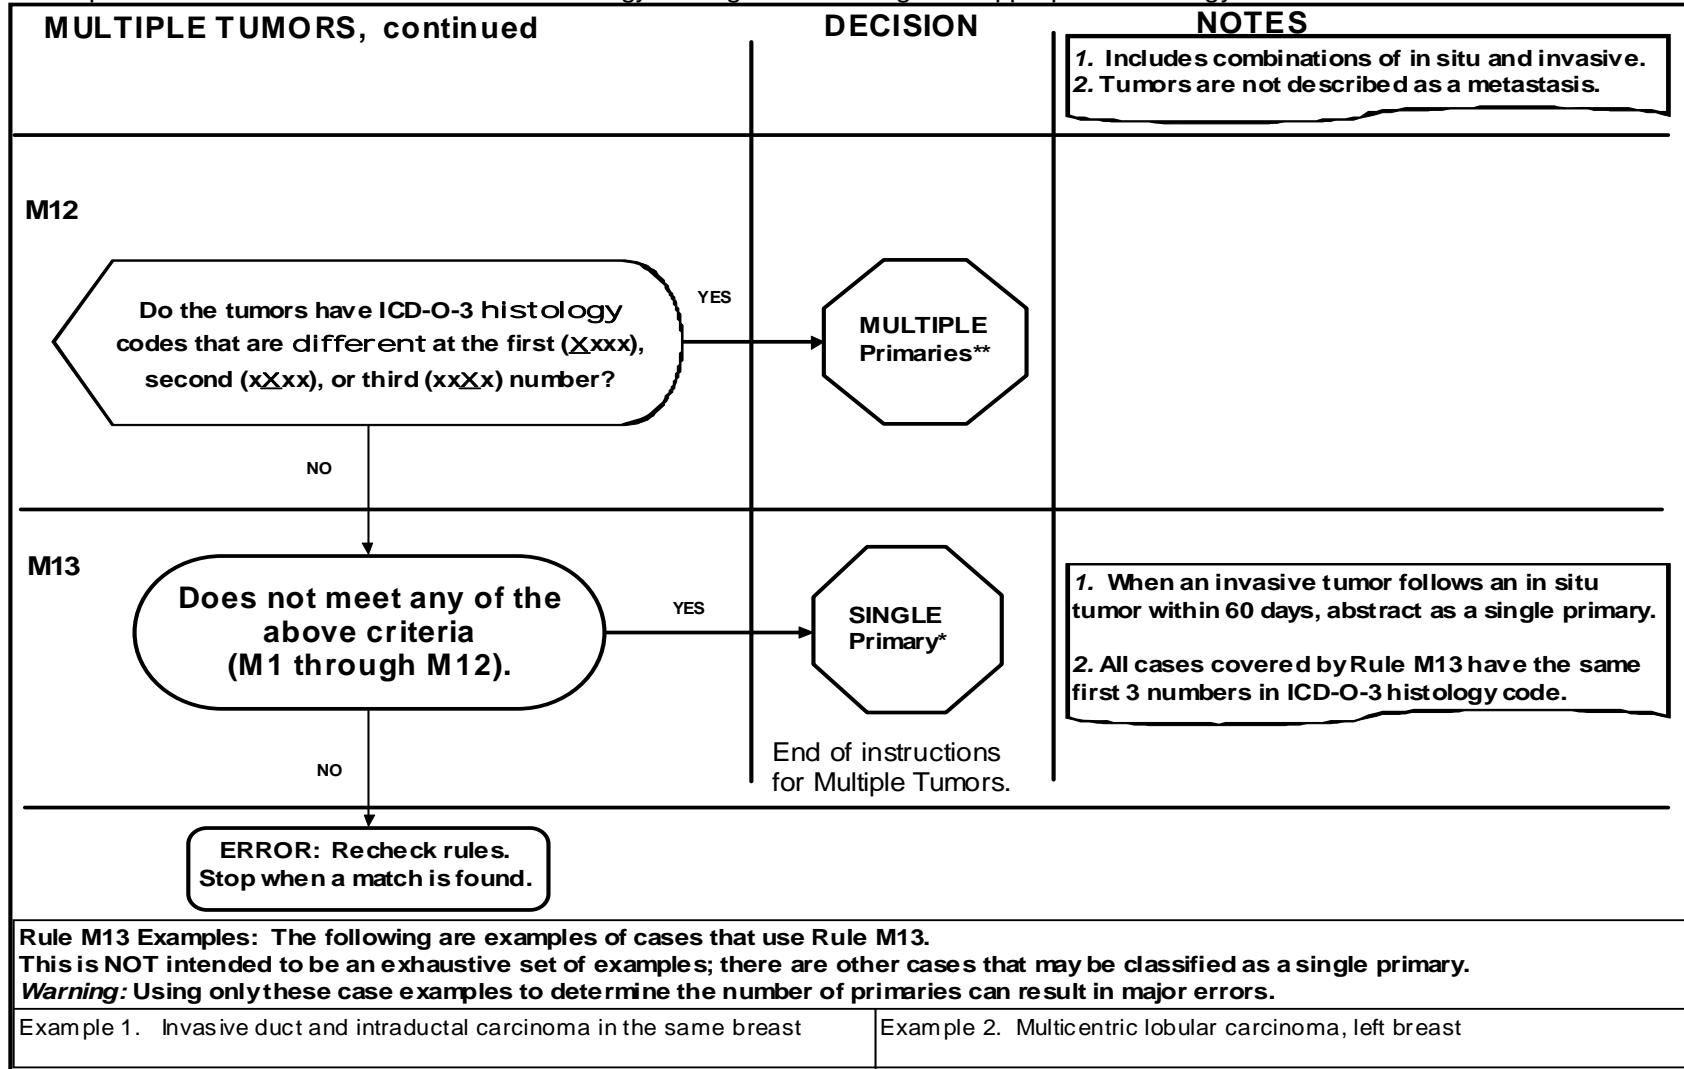 MULTIPLE TUMORS, continued
DECISION
NOTES
1. Includes combinations of in situ and invasive.
2. Tumors are not described as a metastasis.
M12
Do the tumors have ICD-O-3 histology
codes that are different at the first (Xxxx),
second (xXxx), or third (xxXx) number?
YES
MULTIPLE
Primaries**
NO
M13
Does not meet any of the
above criteria
(M1 through M12).
YES
SINGLE
Primary*
1. When an invasive tumor follows an in situ
tumor within 60 days, abstract as a single primary.
2. All cases covered by Rule M13 have the same
first 3 numbers in ICD-O-3 histology code.
End of instructions
for Multiple Tumors.
NO
ERROR: Recheck rules.
Stop when a match is found.
Rule M13 Examples: The following are examples of cases that use Rule M13.
This is NOT intended to be an exhaustive set of examples; there are other cases that may be classified as a single primary.
Warning: Using only these case examples to determine the number of primaries can result in major errors.
Example 1. Invasive duct and intraductal carcinoma in the same breast
Example 2. Multicentric lobular carcinoma, left breast